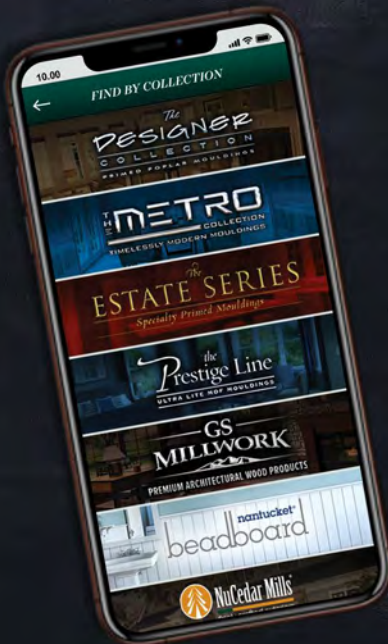 10.00
FIND BY COLLECTION
The
DESIGNER
COLLECTION
PRIMED POPLAR MOULDINGS
THE METRO
COLLECTION
TIMELESSLY MODERN MOULDINGS
The
ESTATE SERIES
Specialty Primed Mouldings
the
Prestige Line
ULTRA LITE MDF MOULDINGS
GS
MILLWORK
PREMIUM ARCHITECTURAL WOOD PRODUCTS
nantucket®
beadboard
NuCedar Mills®